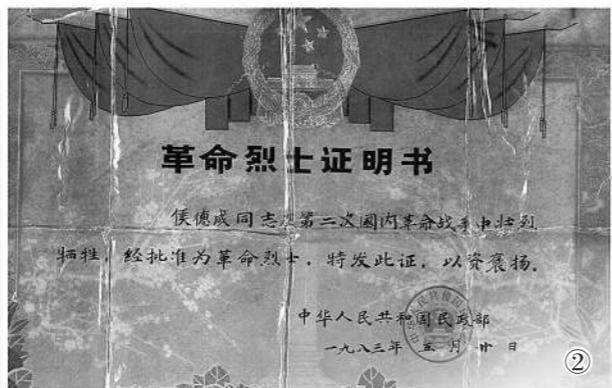 革命烈士证明书
侯德成同志在第二次國内革命战争中壮烈
牺牲，经批准为革命烈士，特发此证，以资褒扬。
中华人民共和国民政部
一九八三年 五 月 廿 日
②